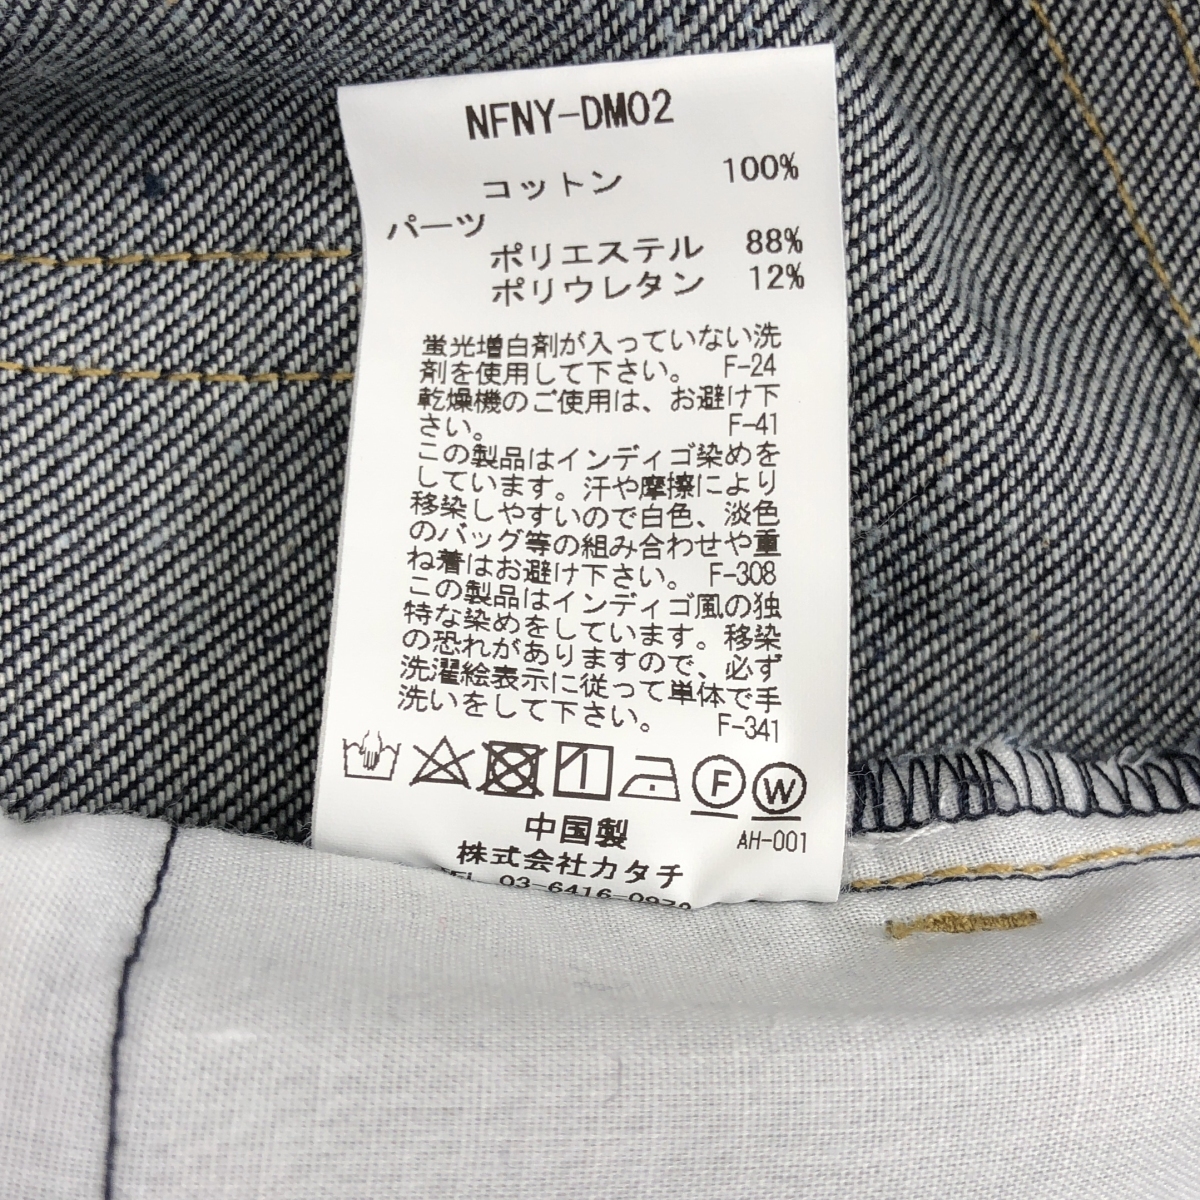 NFNY-DM02
コットン 100%
パーツ
ポリエステル 88%
ポリウレタン 12%
蛍光増白剤が入っていない洗
剤を使用して下さい。 F-24
乾燥機のご使用は、お避け下
さい。 F-41
この製品はインディゴ染めを
しています。汗や摩擦により
移染しやすいので白色、淡色
のバッグ等の組み合わせや重
ね着はお避け下さい。 F-308
この製品はインディゴ風の独
特な染めをしています。移染
の恐れがありますので、必ず
洗濯絵表示に従って単体で手
洗いをして下さい。 F-341
F W
中国製 AH-001
株式会社カタチ
TEL 03-6416-0